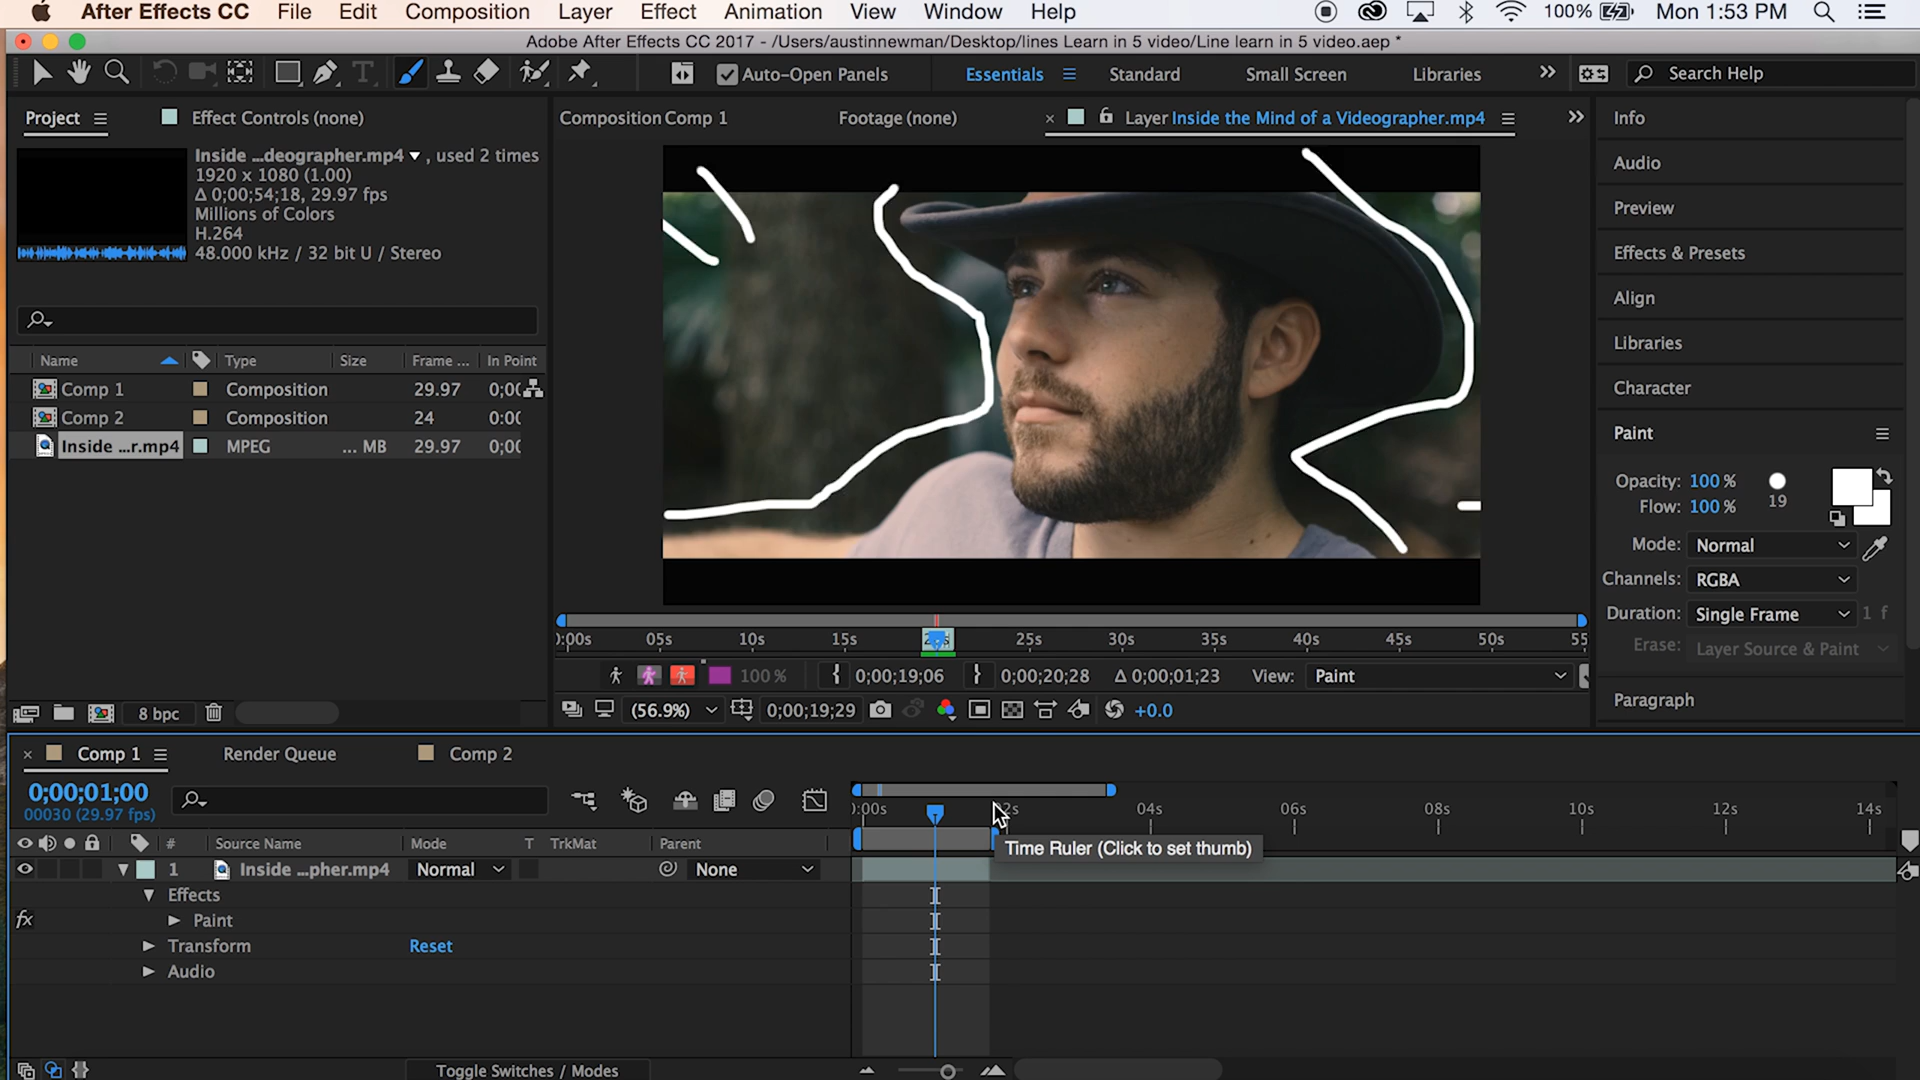 After Effects CC File Edit Composition Layer Effect Animation View Window Help 100% Mon 1:53 PM
Adobe After Effects CC 2017 - /Users/austinnewman/Desktop/lines Learn in 5 video/Line learn in 5 video.aep *
T Auto-Open Panels Essentials Standard Small Screen Libraries Search Help
Project Effect Controls (none) Composition Comp 1 Footage (none) Layer Inside the Mind of a Videographer.mp4 Info
Inside ...deographer.mp4 , used 2 times
1920 x 1080 (1.00)
Δ 0;00;54;18, 29.97 fps
Millions of Colors
H.264
48.000 kHz / 32 bit U / Stereo
Name Type Size Frame ... In Point
Comp 1 Composition 29.97 0;0(
Comp 2 Composition 24 0:0(
Inside ...r.mp4 MPEG ... MB 29.97 0;0(
8 bpc
Audio
Preview
Effects & Presets
Align
Libraries
Character
Paint
Opacity: 100 %
Flow: 100 % 19
Mode: Normal
Channels: RGBA
Duration: Single Frame 1 f
Erase: Layer Source & Paint
Paragraph
):00s 05s 10s 15s 25s 30s 35s 40s 45s 50s 55
100 % 0;00;19;06 0;00;20;28 Δ 0;00;01;23 View: Paint
(56.9%) 0;00;19;29 +0.0
Comp 1 Render Queue Comp 2
0;00;01;00
00030 (29.97 fps)
):00s 2s 04s 06s 08s 10s 12s 14s
# Source Name Mode T TrkMat Parent
Time Ruler (Click to set thumb)
1 Inside ...pher.mp4 Normal None
Effects
fx Paint
Transform Reset
Audio
Toggle Switches / Modes